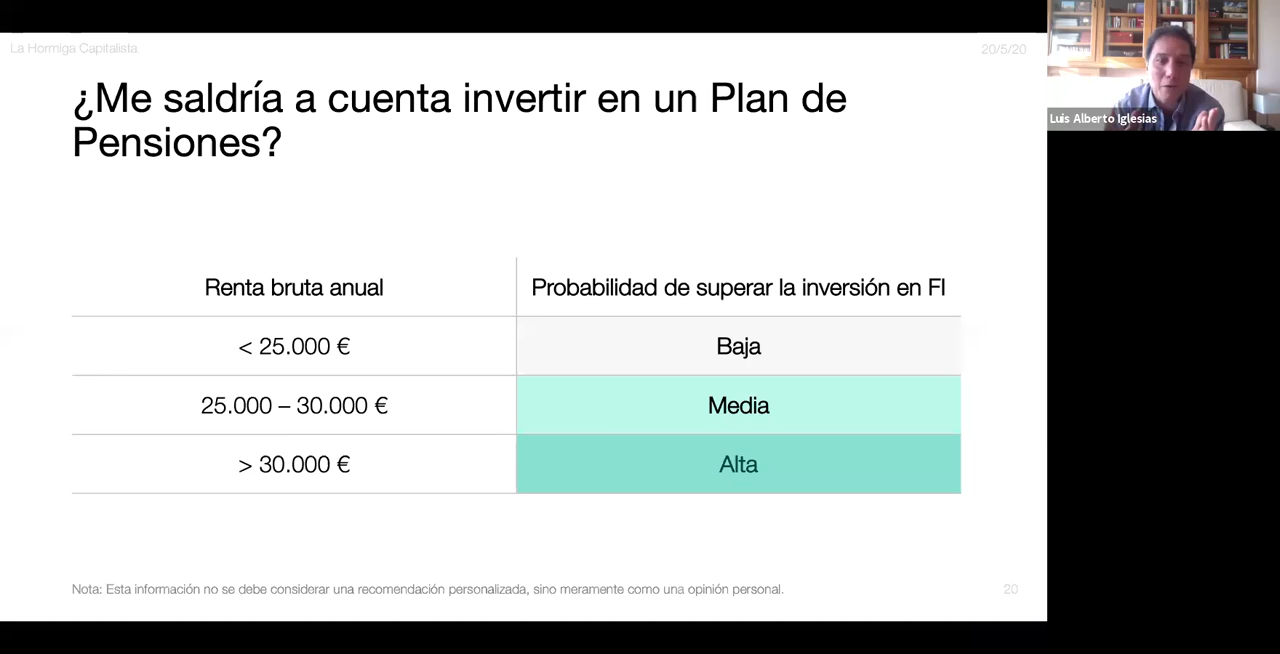 La Hormiga Capitalista
20/5/20
¿Me saldría a cuenta invertir en un Plan de
Pensiones?
Renta bruta anual
Probabilidad de superar la inversión en FI
< 25.000 €
Baja
25.000 – 30.000 €
Media
> 30.000 €
Alta
Nota: Esta información no se debe considerar una recomendación personalizada, sino meramente como una opinión personal.
20
Luis Alberto Iglesias